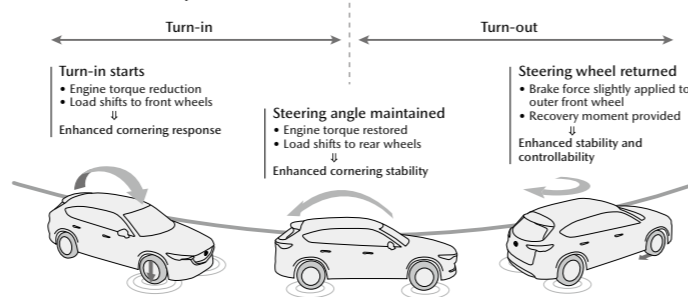 Turn-in
Turn-out
Turn-in starts
• Engine torque reduction
• Load shifts to front wheels
⇓
Enhanced cornering response
Steering angle maintained
• Engine torque restored
• Load shifts to rear wheels
⇓
Enhanced cornering stability
Steering wheel returned
• Brake force slightly applied to
outer front wheel
• Recovery moment provided
⇓
Enhanced stability and
controllability